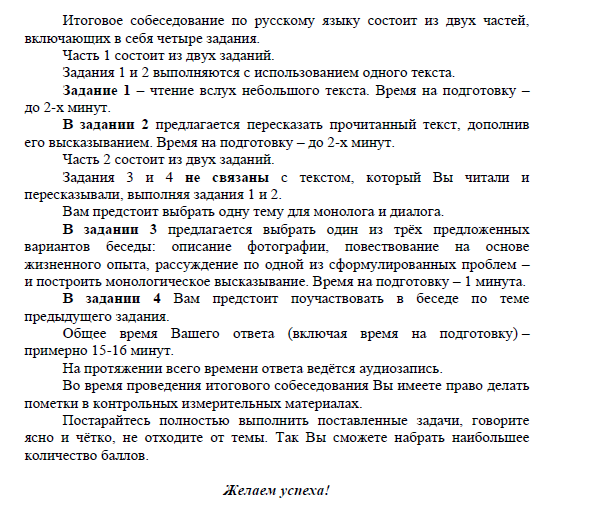 Итоговое собеседование по русскому языку состоит из двух частей,
включающих в себя четыре задания.
Часть 1 состоит из двух заданий.
Задания 1 и 2 выполняются с использованием одного текста.
Задание 1 – чтение вслух небольшого текста. Время на подготовку –
до 2-х минут.
В задании 2 предлагается пересказать прочитанный текст, дополнив
его высказыванием. Время на подготовку – до 2-х минут.
Часть 2 состоит из двух заданий.
Задания 3 и 4 не связаны с текстом, который Вы читали и
пересказывали, выполняя задания 1 и 2.
Вам предстоит выбрать одну тему для монолога и диалога.
В задании 3 предлагается выбрать один из трёх предложенных
вариантов беседы: описание фотографии, повествование на основе
жизненного опыта, рассуждение по одной из сформулированных проблем –
и построить монологическое высказывание. Время на подготовку – 1 минута.
В задании 4 Вам предстоит поучаствовать в беседе по теме
предыдущего задания.
Общее время Вашего ответа (включая время на подготовку) –
примерно 15-16 минут.
На протяжении всего времени ответа ведётся аудиозапись.
Во время проведения итогового собеседования Вы имеете право делать
пометки в контрольных измерительных материалах.
Постарайтесь полностью выполнить поставленные задачи, говорите
ясно и чётко, не отходите от темы. Так Вы сможете набрать наибольшее
количество баллов.
Желаем успеха!